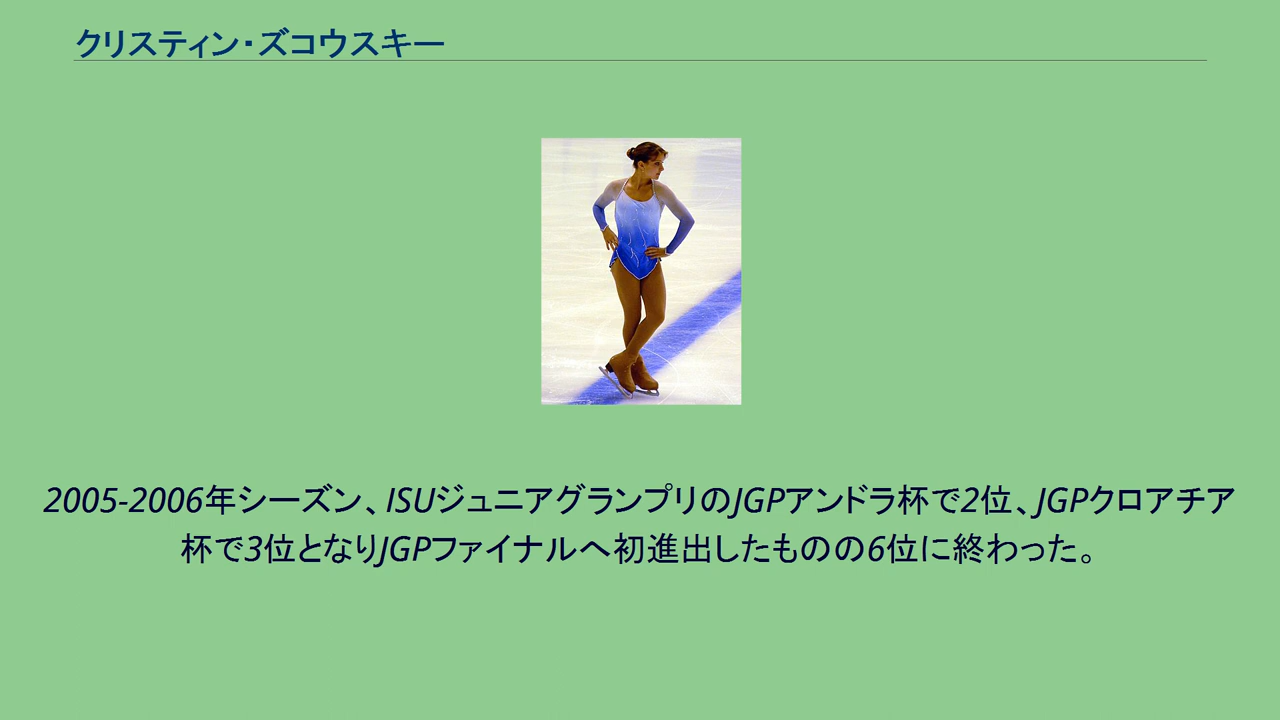 クリスティン・ズコウスキー
2005-2006年シーズン、ISUジュニアグランプリのJGPアンドラ杯で2位、JGPクロアチア
杯で3位となりJGPファイナルへ初進出したものの6位に終わった。